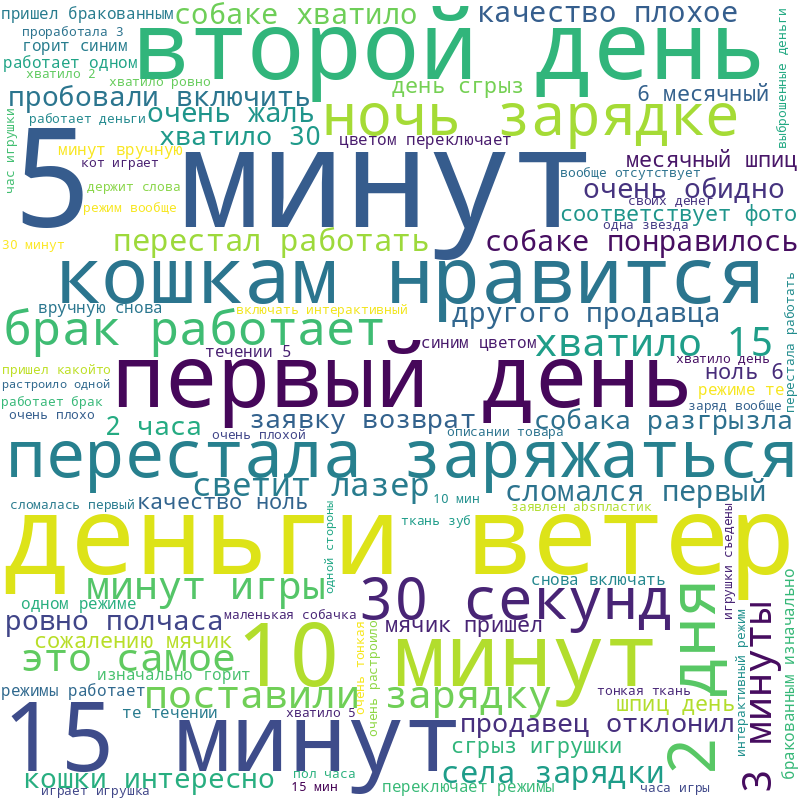 пришел бракованным
собаке хватило
качество плохое
проработала 3
второй день
выброшенные деньги
горит синим
работает одном
хватило 2
хватило ровно
день сгрыз
6 месячный
пробовали включить
очень жаль
ночь зарядке
час игрушки
работает деньги
хватило 30
цветом переключает
5 минут
минут вручную
кот играет
месячный шпиц
вообще отсутствует
держит слова
очень обидно
режим вообще
своих денег
соответствует фото
одна звезда
30 минут
перестал работать
собаке понравилось
кошкам нравится
перестала работать
вручную снова
включать интерактивный
другого продавца
брак работает
хватило 15
синим цветом
течении 5
первый день
хватило день
пришел какойто
ноль 6
растроило одной
режиме те
работает брак
заряд вообще
очень плохо
2 часа
заявку возврат
собака разгрызла
очень плохой
описании товара
перестала заряжаться
светит лазер
сломался первый
сломалась первый
качество ноль
10 мин
заявлен absпластик
одной стороны
деньги ветер
ткань зуб
игрушки съедены
минут игры
снова включать
30 секунд
2 дня
одном режиме
3 минуты
ровно полчаса
маленькая собачка
мячик пришел
сожалению мячик
10 минут
очень тонкая
очень растроило
интерактивный режим
бракованным изначально
это самое
изначально горит
режимы работает
поставили зарядку
тонкая ткань
шпиц день
15 минут
те течении
хватило 5
продавец отклонил
сгрыз игрушки
кошки интересно
пол часа
села зарядки
играет игрушка
15 мин
переключает режимы
часа игры